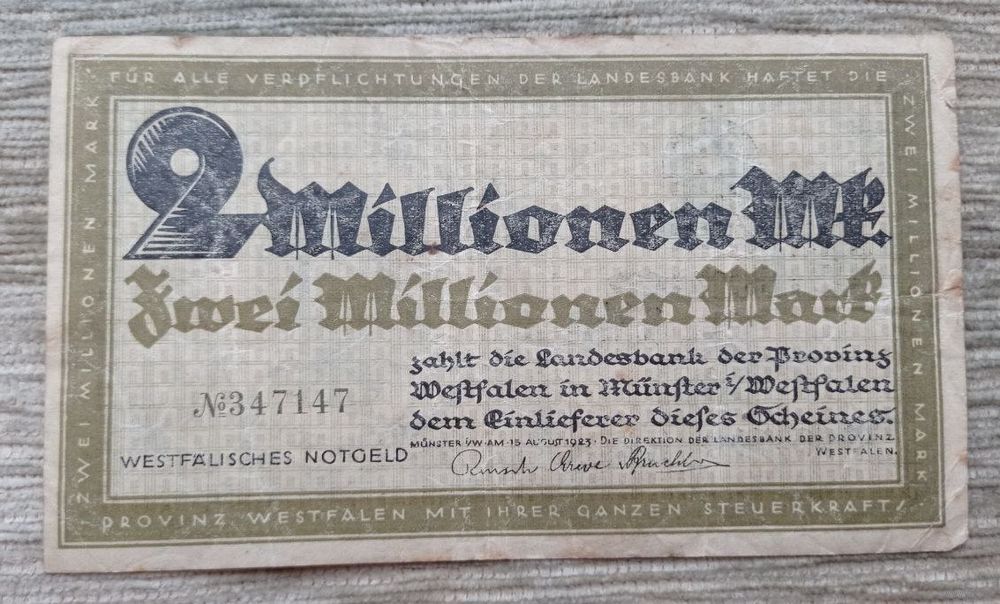 FÜR ALLE VERPFLICHTUNGEN DER LANDESBANK HAFTET DIE
ZWEI MILLIONEN MARK
ZWEI MILLIONEN MARK
2 Millionen Mk.
Zwei Millionen Mark
zahlt die Landesbank der Provinz
Westfalen in Münster i/Westfalen
dem Einlieferer dieses Scheines.
№347147
MÜNSTER I/W·AM·15 AUGUST 1923·DIE DIREKTION DER LANDESBANK DER PROVINZ
WESTFALEN.
WESTFÄLISCHES NOTGELD
PROVINZ WESTFALEN MIT IHRER GANZEN STEUERKRAFT